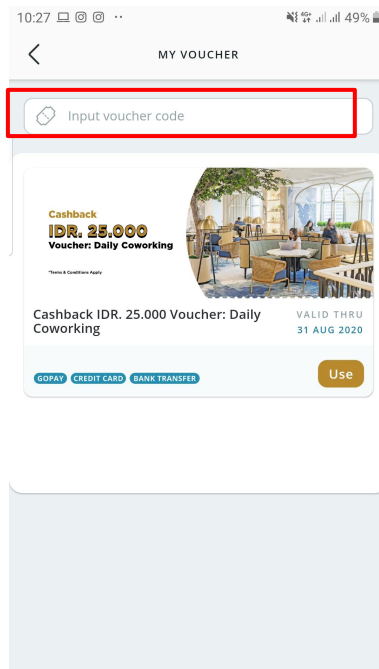 10:27
4G+
49%
MY VOUCHER
Input voucher code
Cashback
IDR. 25.000
Voucher: Daily Coworking
*Terms & Conditions Apply
Cashback IDR. 25.000 Voucher: Daily
Coworking
VALID THRU
31 AUG 2020
GOPAY CREDIT CARD BANK TRANSFER
Use